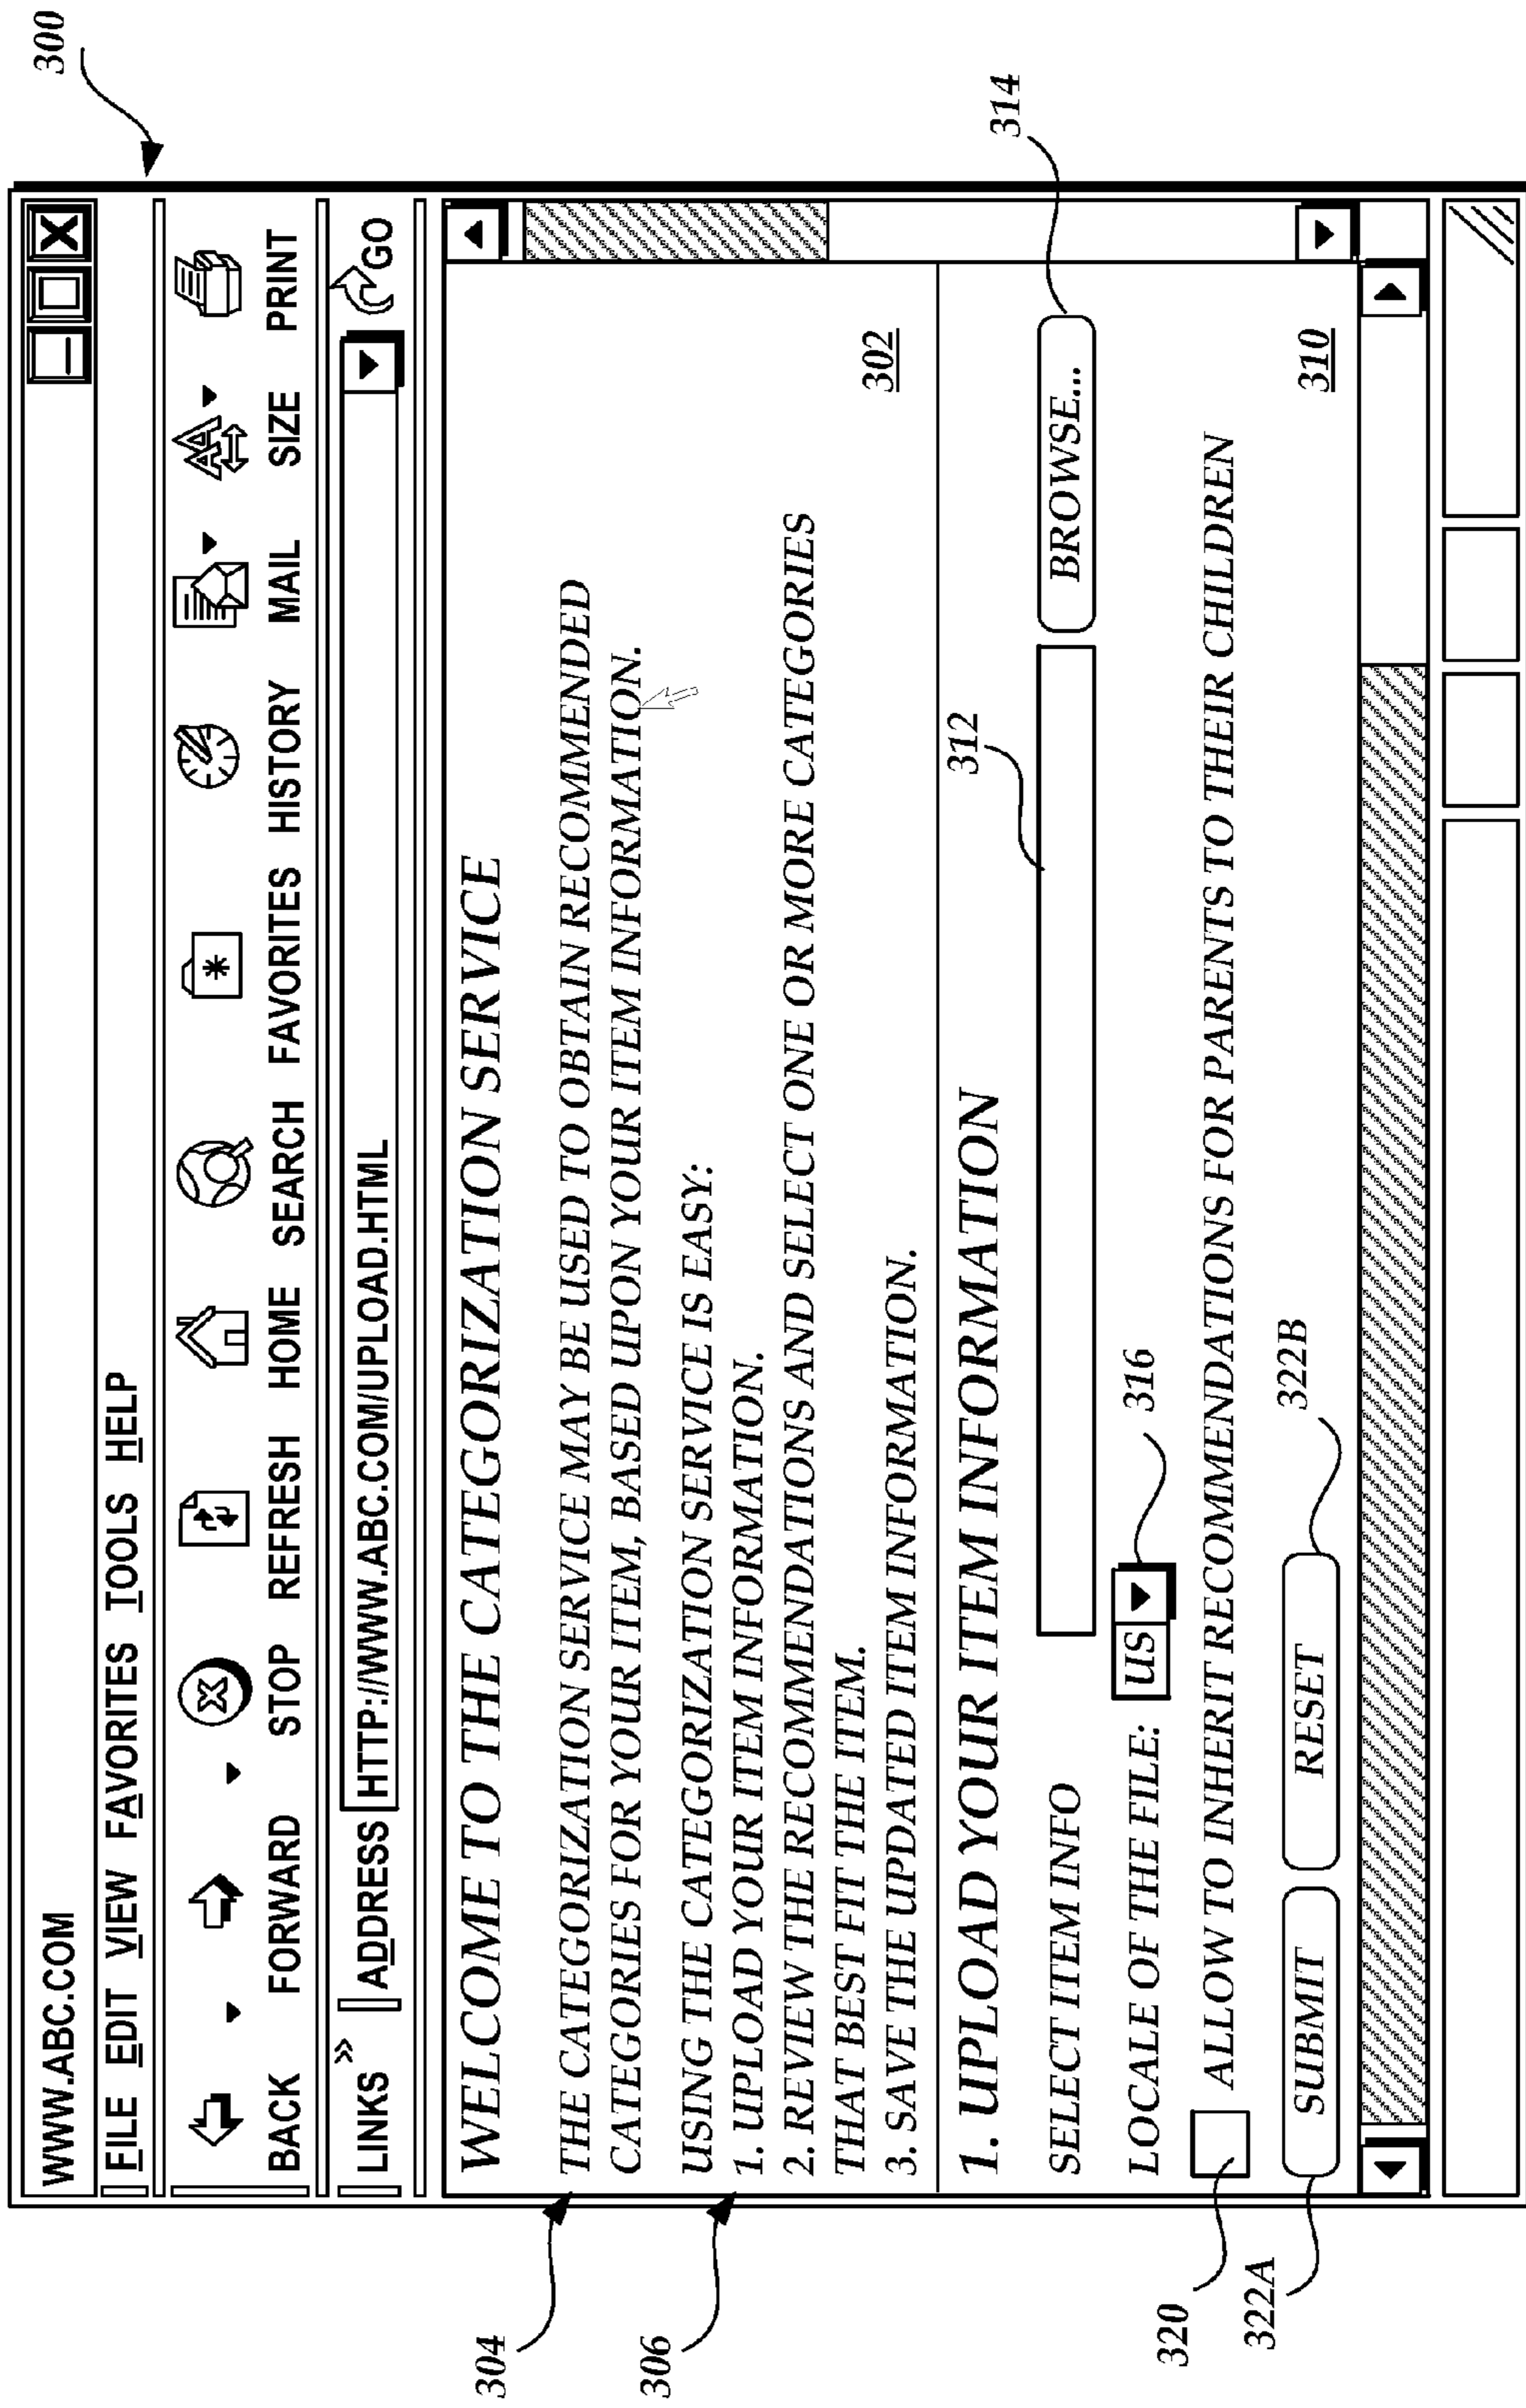 300
WWW.ABC.COM
FILE EDIT VIEW FAVORITES TOOLS HELP
BACK FORWARD STOP REFRESH HOME SEARCH FAVORITES HISTORY MAIL SIZE PRINT
LINKS » ADDRESS HTTP://WWW.ABC.COM/UPLOAD.HTML GO
WELCOME TO THE CATEGORIZATION SERVICE
304
THE CATEGORIZATION SERVICE MAY BE USED TO OBTAIN RECOMMENDED
CATEGORIES FOR YOUR ITEM, BASED UPON YOUR ITEM INFORMATION.
USING THE CATEGORIZATION SERVICE IS EASY:
306
1. UPLOAD YOUR ITEM INFORMATION.
2. REVIEW THE RECOMMENDATIONS AND SELECT ONE OR MORE CATEGORIES
THAT BEST FIT THE ITEM.
3. SAVE THE UPDATED ITEM INFORMATION.
302
1. UPLOAD YOUR ITEM INFORMATION
312
314
SELECT ITEM INFO BROWSE...
LOCALE OF THE FILE: US 316
320
ALLOW TO INHERIT RECOMMENDATIONS FOR PARENTS TO THEIR CHILDREN
322A
SUBMIT RESET 322B
310